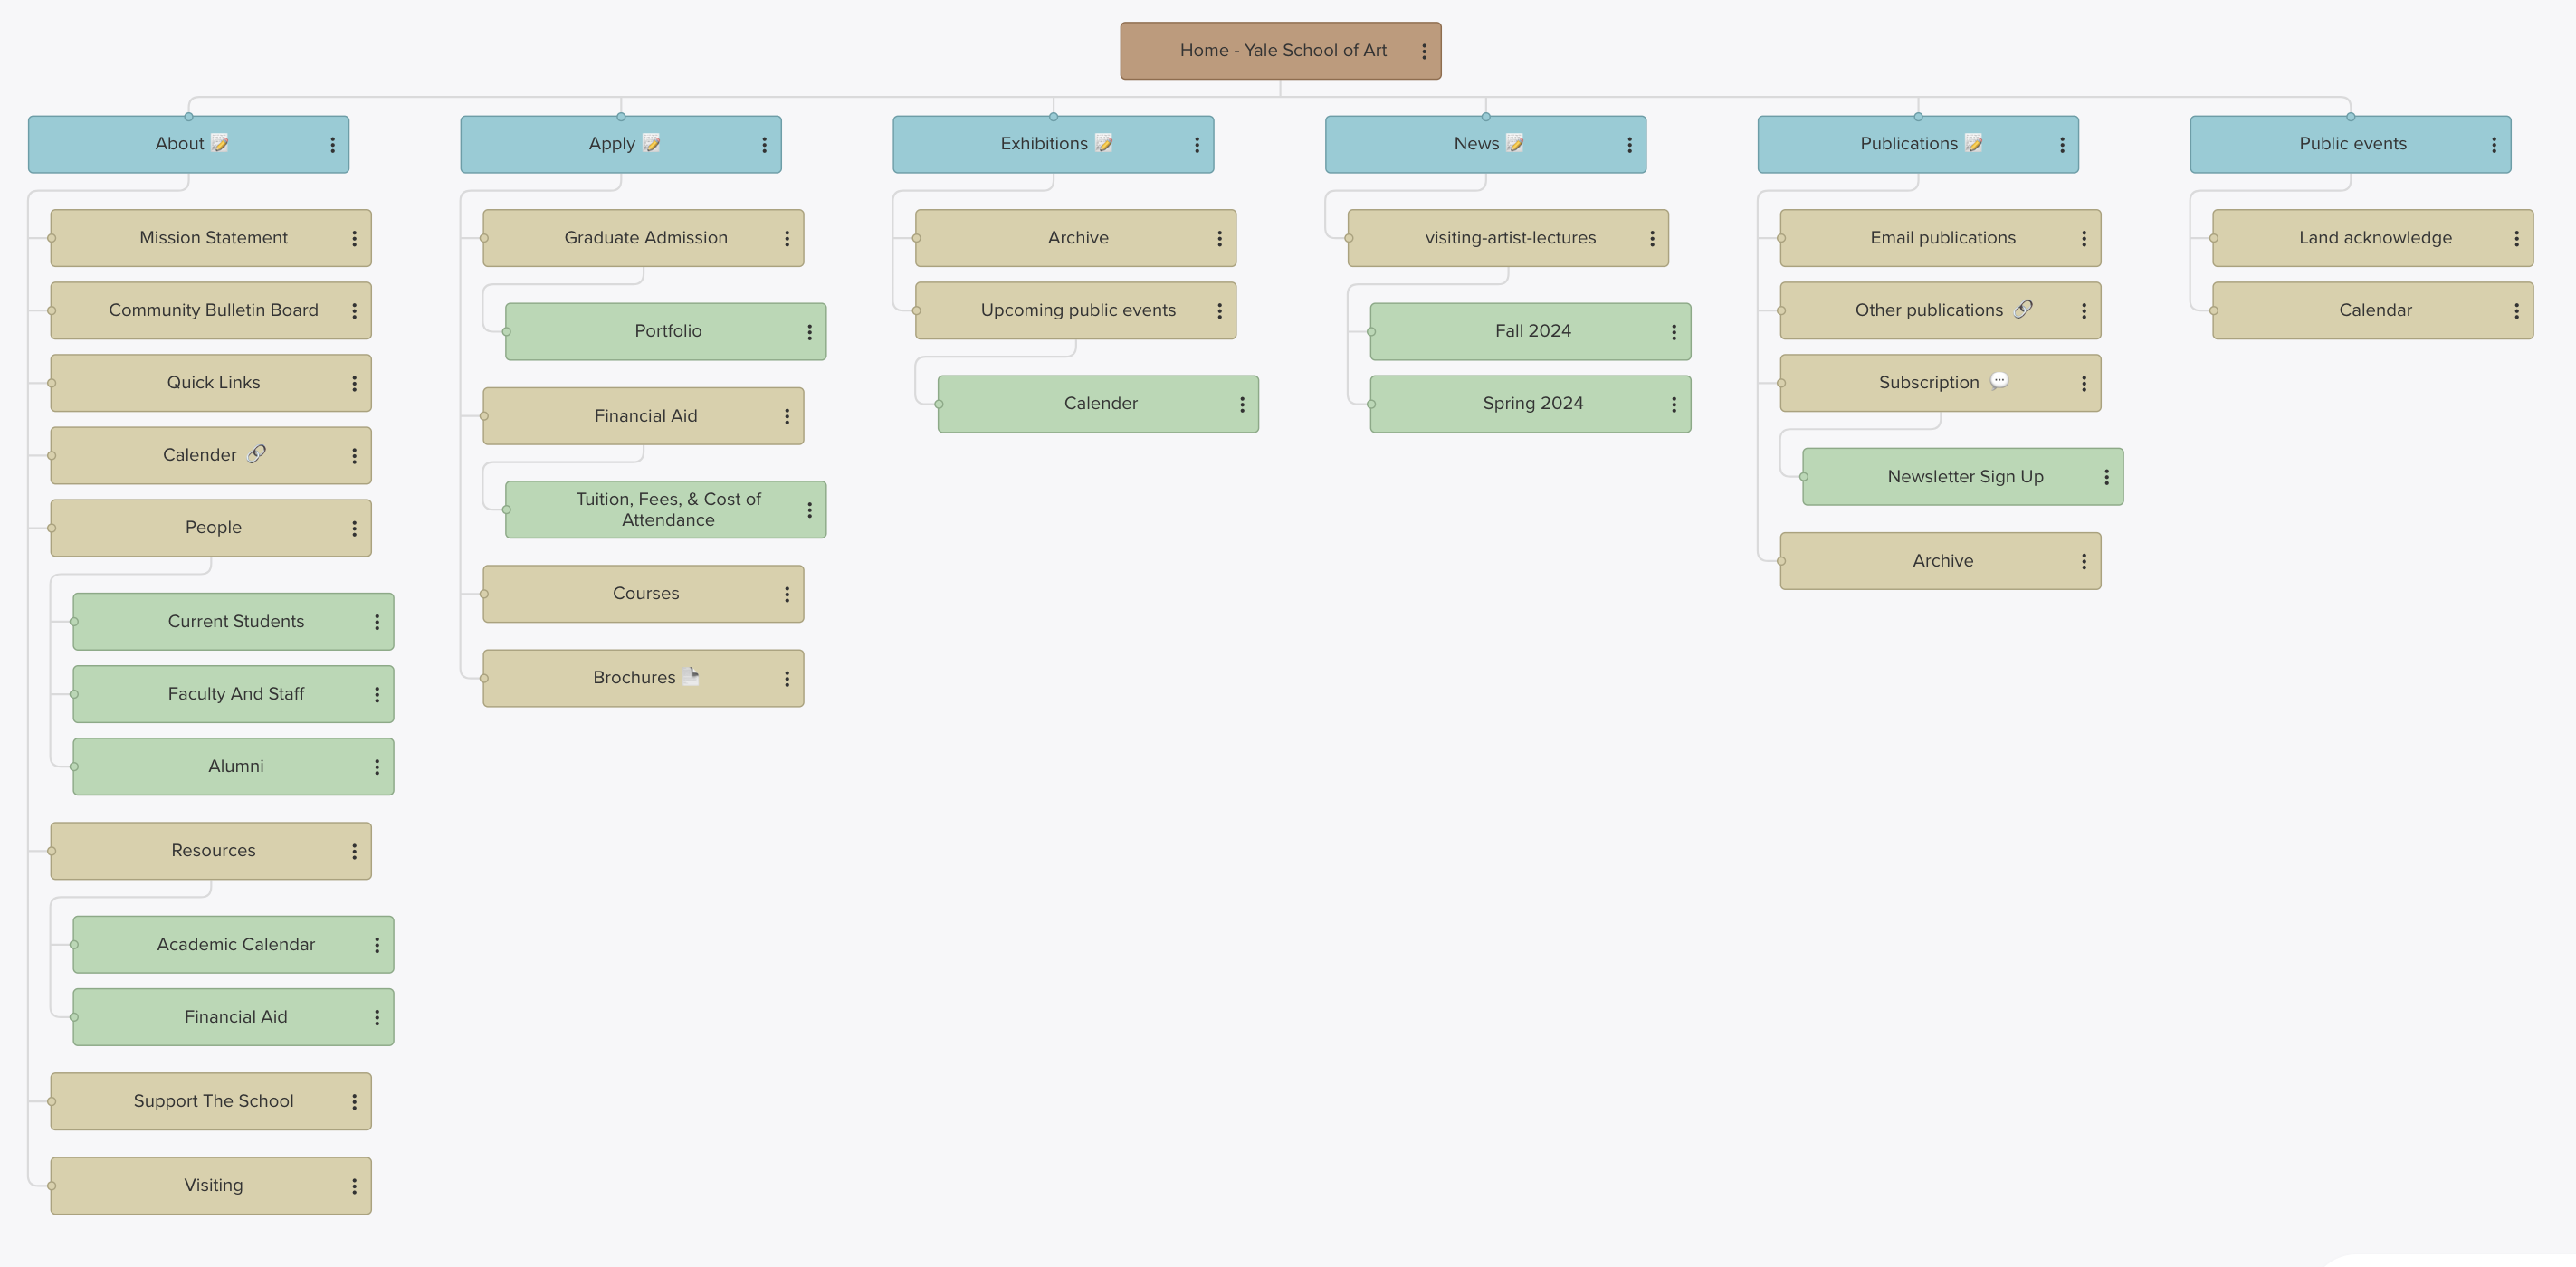 Home - Yale School of Art
About 📝
Apply 📝
Exhibitions 📝
News 📝
Publications 📝
Public events
Mission Statement
Community Bulletin Board
Quick Links
Calender 🔗
People
Current Students
Faculty And Staff
Alumni
Resources
Academic Calendar
Financial Aid
Support The School
Visiting
Graduate Admission
Portfolio
Financial Aid
Tuition, Fees, & Cost of
Attendance
Courses
Brochures
Archive
Upcoming public events
Calender
visiting-artist-lectures
Fall 2024
Spring 2024
Email publications
Other publications 🔗
Subscription 💬
Newsletter Sign Up
Archive
Land acknowledge
Calendar